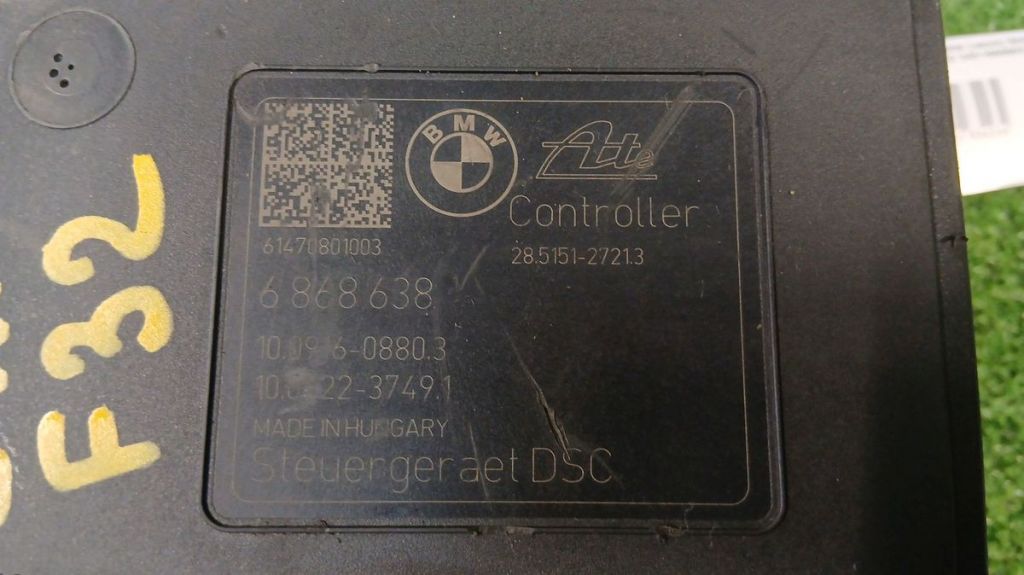 BMW
Ate
Controller
61470801003
28.5151-2721.3
6 868 638
MADE IN HUNGARY
Steuergeraet DSC
F32